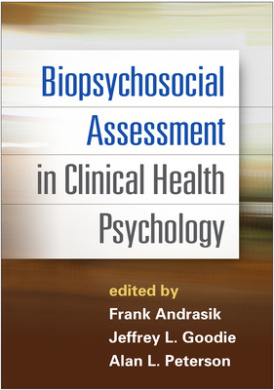 Biopsychosocial
Assessment
in Clinical Health
Psychology
edited by
Frank Andrasik
Jeffrey L. Goodie
Alan L. Peterson